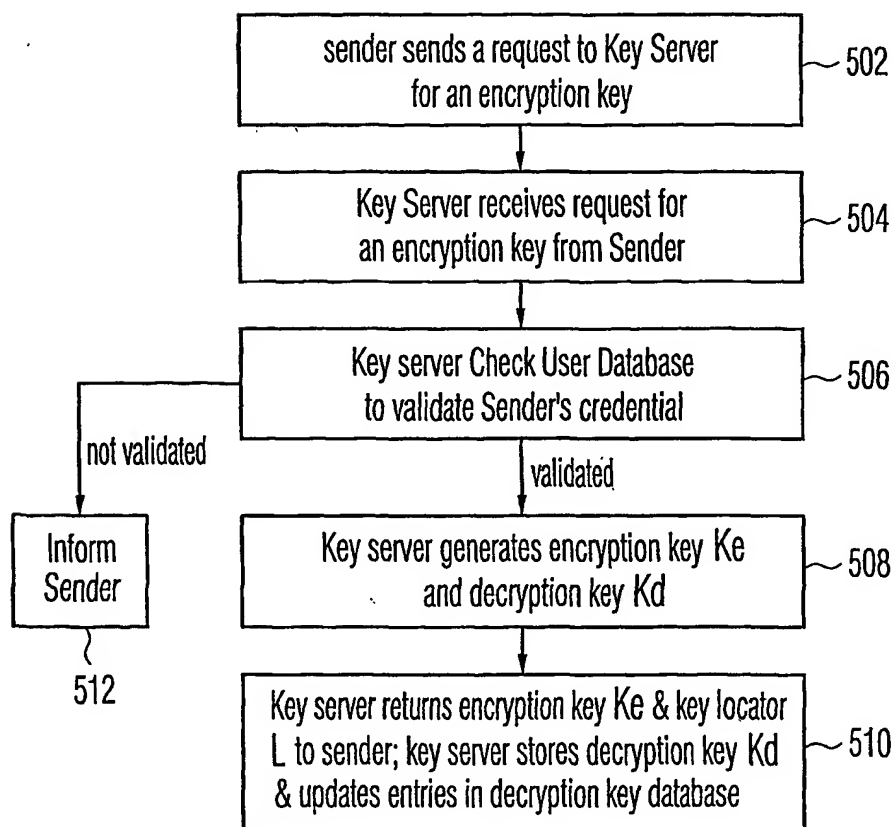 sender sends a request to Key Server
for an encryption key
502
Key Server receives request for
an encryption key from Sender
504
Key server Check User Database
to validate Sender's credential
506
not validated
validated
Inform
Sender
512
Key server generates encryption key Ke
and decryption key Kd
508
Key server returns encryption key Ke & key locator
L to sender; key server stores decryption key Kd
& updates entries in decryption key database
510